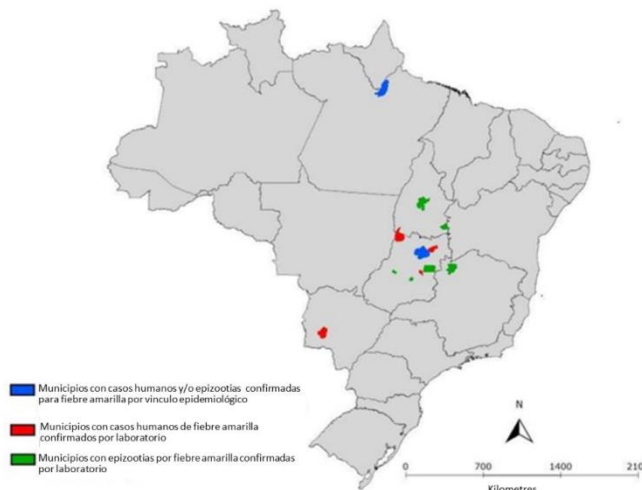 Municipios con casos humanos y/o epizootias confirmadas
para fiebre amarilla por vinculo epidemiológico
Municipios con casos humanos de fiebre amarilla
confirmados por laboratorio
Municipios con epizootias por fiebre amarilla confirmadas
por laboratorio
N
0 700 1400 210
Kilometres